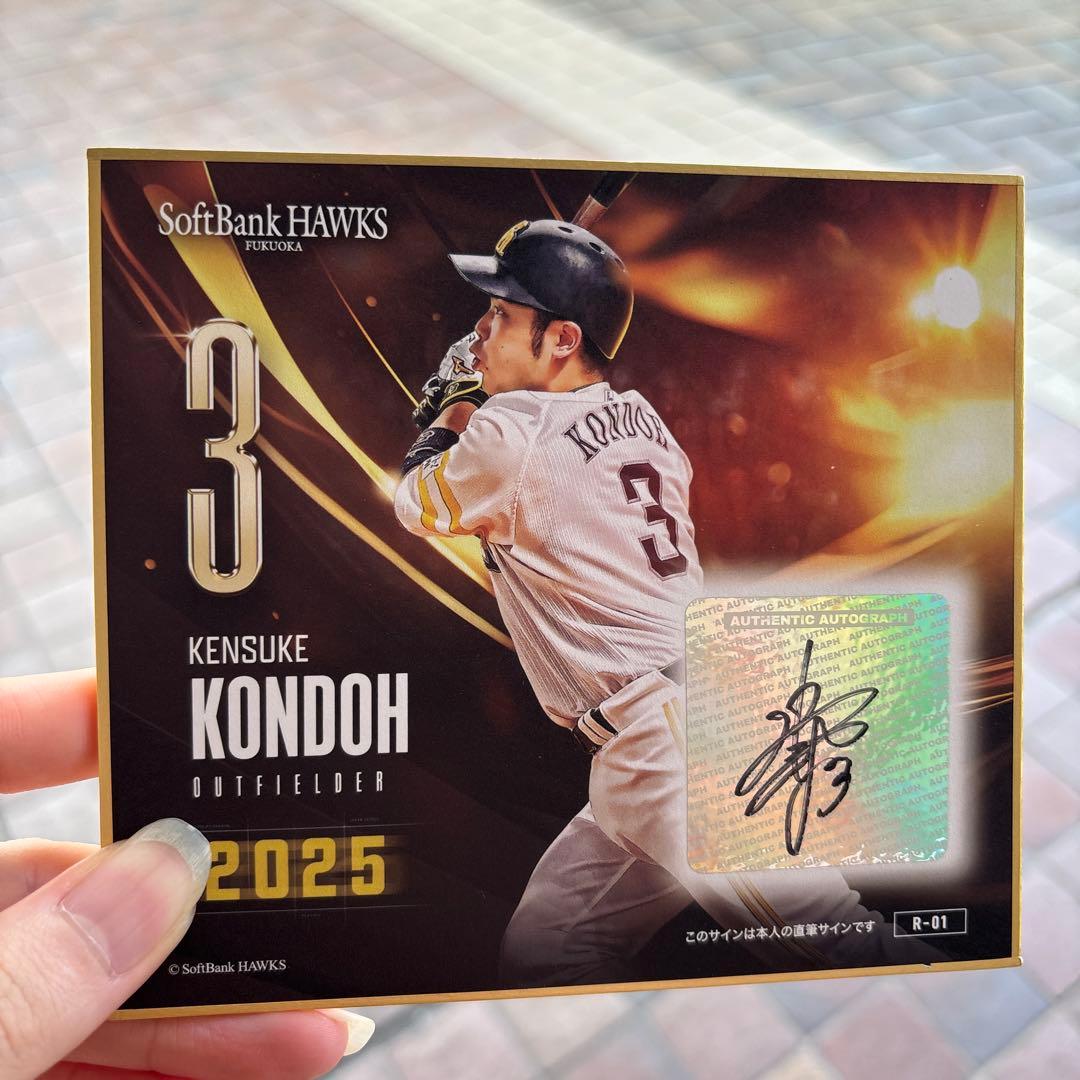 SoftBank HAWKS
FUKUOKA
3
KONDOH
3
KENSUKE
KONDOH
OUTFIELDER
2025
AUTHENTIC AUTOGRAPH
3
このサインは本人の直筆サインです
R-01
© SoftBank HAWKS